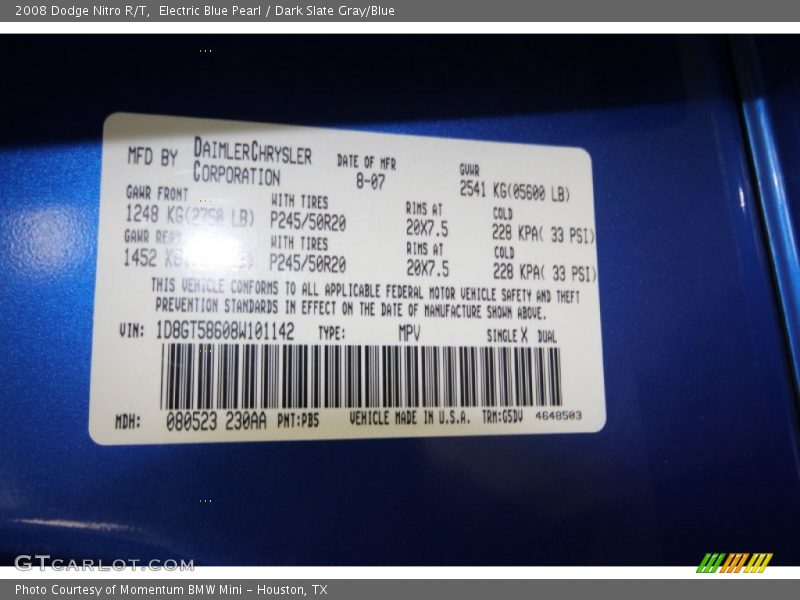 2008 Dodge Nitro R/T, Electric Blue Pearl / Dark Slate Gray/Blue
MFD BY DAIMLERCHRYSLER CORPORATION
DATE OF MFR
8-07
GVWR
2541 KG(05600 LB)
GAWR FRONT WITH TIRES RIMS AT COLD
1248 KG(2750 LB) P245/50R20 20X7.5 228 KPA( 33 PSI)
GAWR REAR WITH TIRES RIMS AT COLD
1452 P245/50R20 20X7.5 228 KPA( 33 PSI)
THIS VEHICLE CONFORMS TO ALL APPLICABLE FEDERAL MOTOR VEHICLE SAFETY AND THEFT
PREVENTION STANDARDS IN EFFECT ON THE DATE OF MANUFACTURE SHOWN ABOVE.
VIN: 1D8GT58608W101142 TYPE: MPV SINGLE X DUAL
MDH: 080523 230AA PNT:PB5 VEHICLE MADE IN U.S.A. TRM:G5DV 4648503
GTCARLOT.COM
Photo Courtesy of Momentum BMW Mini - Houston, TX